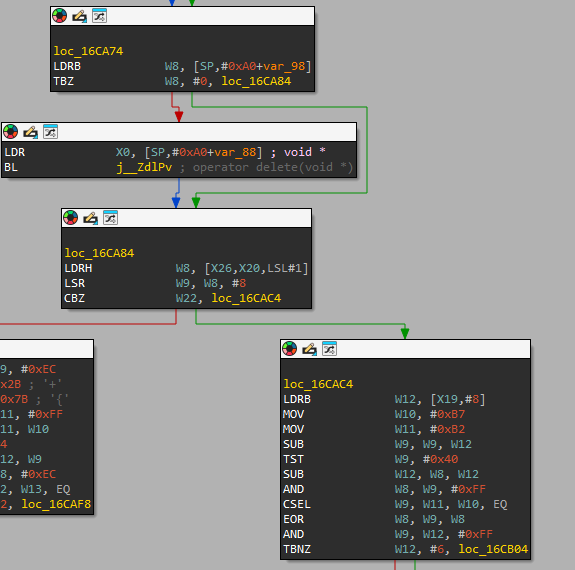 loc_16CA74
LDRB W8, [SP,#0xA0+var_98]
TBZ W8, #0, loc_16CA84
LDR X0, [SP,#0xA0+var_88] ; void *
BL j__ZdlPv ; operator delete(void *)
loc_16CA84
LDRH W8, [X26,X20,LSL#1]
LSR W9, W8, #8
CBZ W22, loc_16CAC4
9, #0xEC
x2B ; '+'
0x7B ; '{'
11, #0xFF
11, W10
4
12, W9
8, #0xEC
2, W13, EQ
2, loc_16CAF8
loc_16CAC4
LDRB W12, [X19,#8]
MOV W10, #0xB7
MOV W11, #0xB2
SUB W9, W9, W12
TST W9, #0x40
SUB W12, W8, W12
AND W8, W9, #0xFF
CSEL W9, W11, W10, EQ
EOR W8, W9, W8
AND W9, W12, #0xFF
TBNZ W12, #6, loc_16CB04